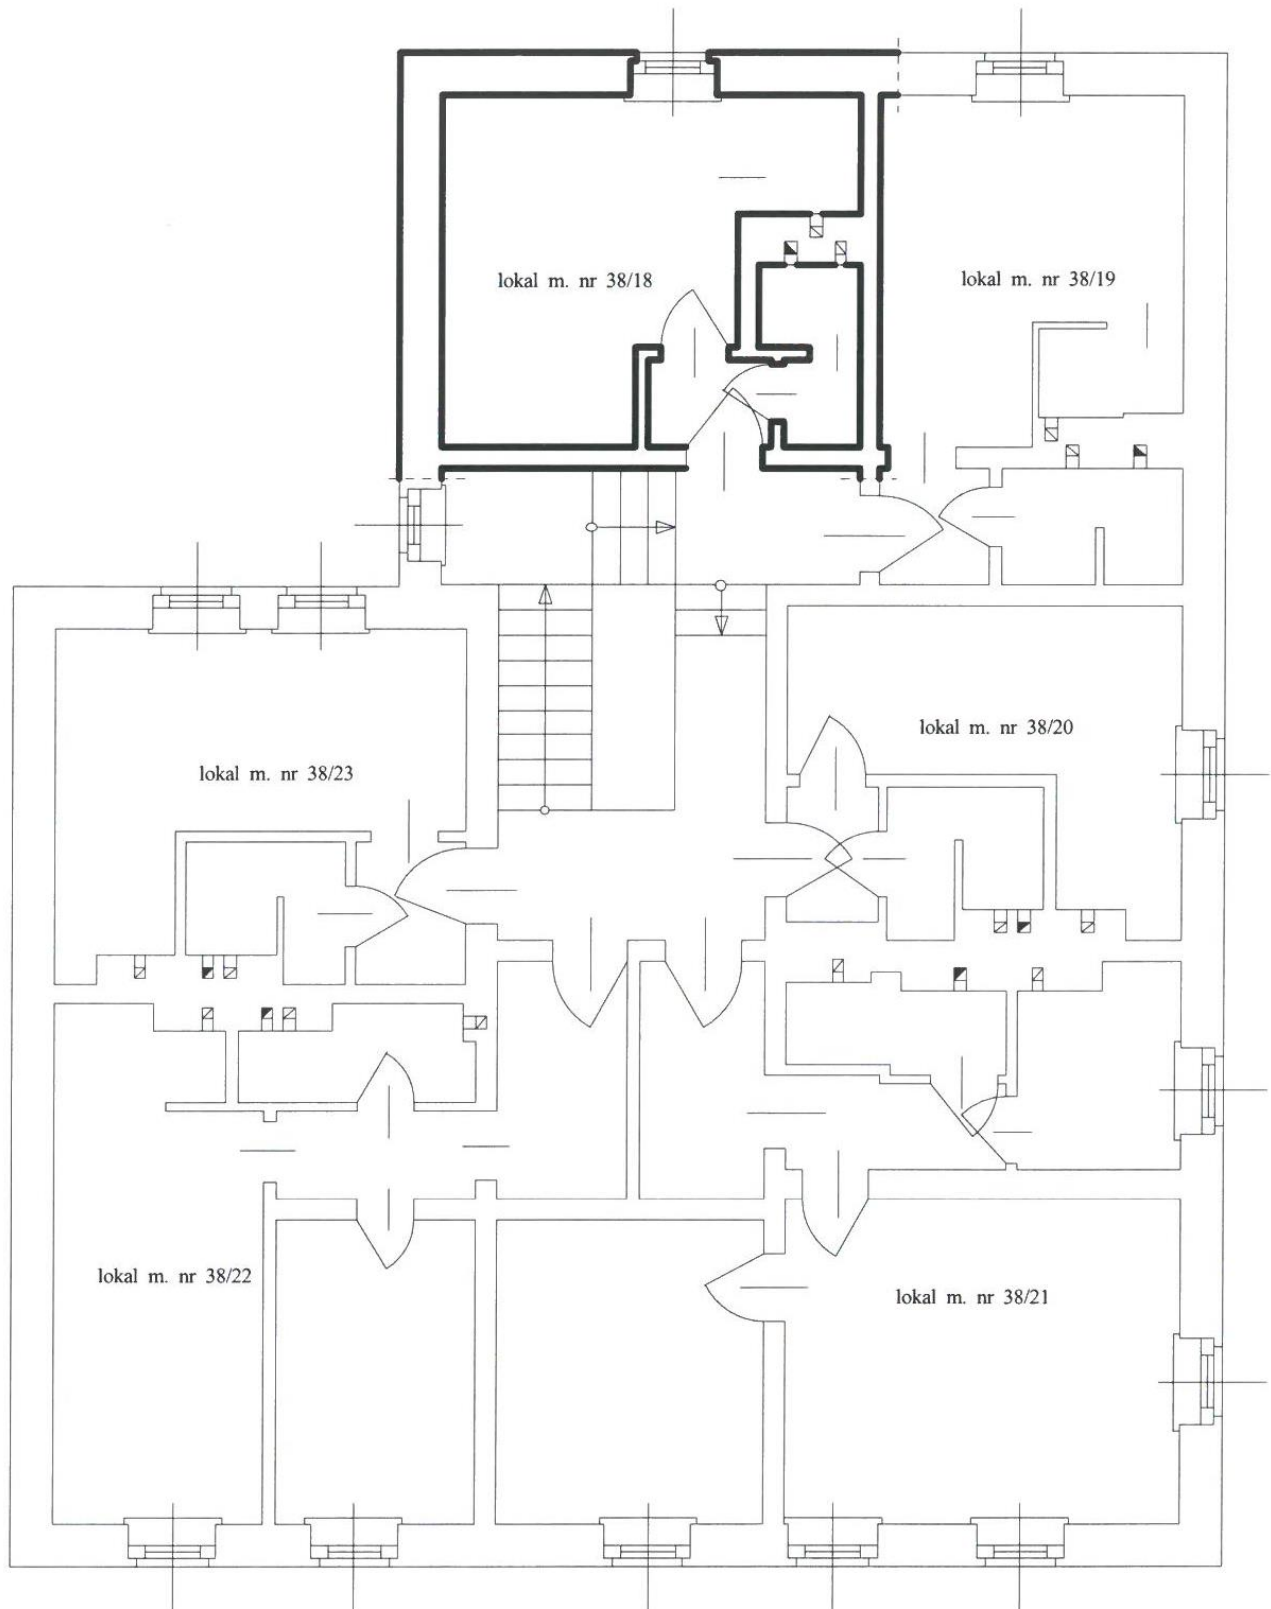 lokal m. nr 38/18
lokal m. nr 38/19
lokal m. nr 38/20
lokal m. nr 38/23
lokal m. nr 38/22
lokal m. nr 38/21